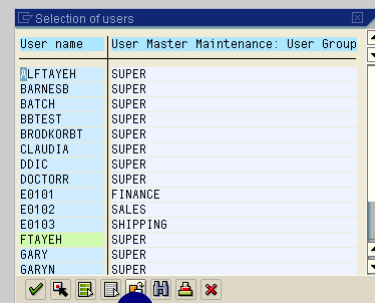 Selection of users
User name User Master Maintenance: User Group
ALFTAYEH SUPER
BARNESB SUPER
BATCH SUPER
BBTEST SUPER
BRODKORBT SUPER
CLAUDIA SUPER
DDIC SUPER
DOCTORR SUPER
E0101 FINANCE
E0102 SALES
E0103 SHIPPING
FTAYEH SUPER
GARY SUPER
GARYN SUPER